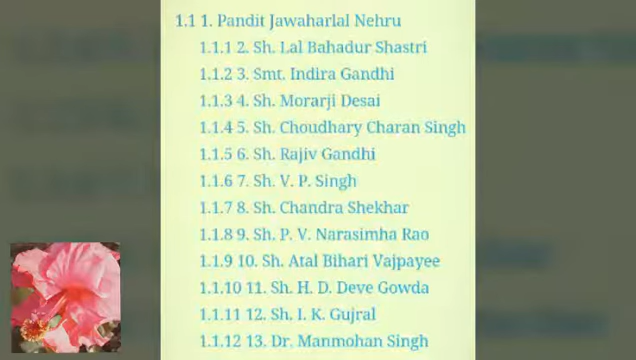 1.1 1. Pandit Jawaharlal Nehru
1.1.1 2. Sh. Lal Bahadur Shastri
1.1.2 3. Smt. Indira Gandhi
1.1.3 4. Sh. Morarji Desai
1.1.4 5. Sh. Choudhary Charan Singh
1.1.5 6. Sh. Rajiv Gandhi
1.1.6 7. Sh. V. P. Singh
1.1.7 8. Sh. Chandra Shekhar
1.1.8 9. Sh. P. V. Narasimha Rao
1.1.9 10. Sh. Atal Bihari Vajpayee
1.1.10 11. Sh. H. D. Deve Gowda
1.1.11 12. Sh. I. K. Gujral
1.1.12 13. Dr. Manmohan Singh